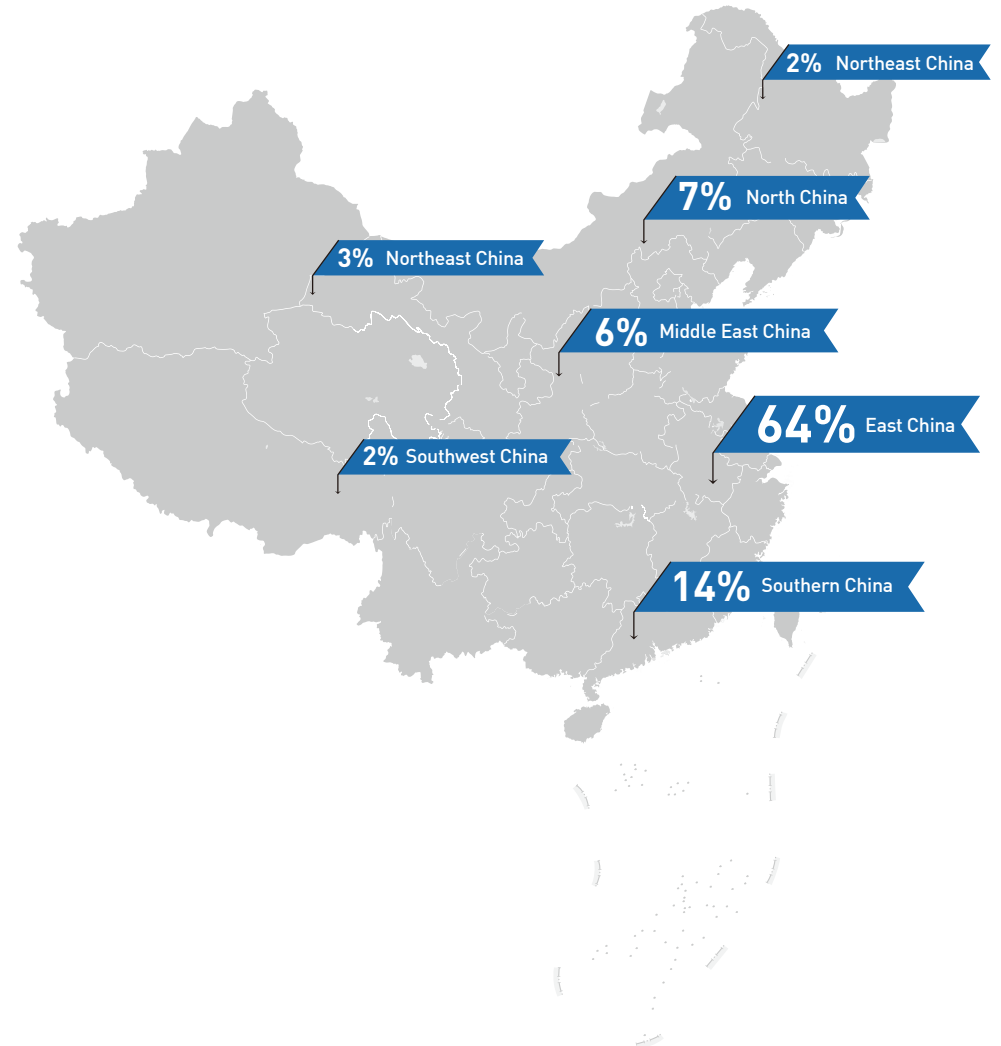 2% Northeast China
7% North China
3% Northeast China
6% Middle East China
64% East China
2% Southwest China
14% Southern China